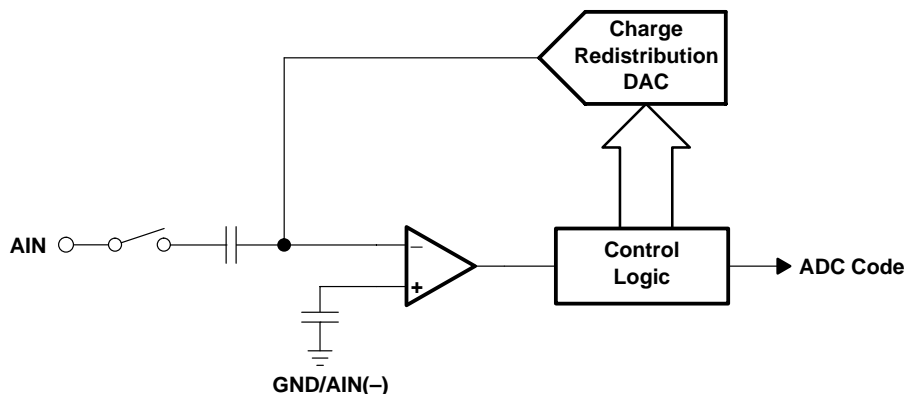 Charge
Redistribution
DAC
AIN
−
+
Control
Logic
ADC Code
GND/AIN(−)